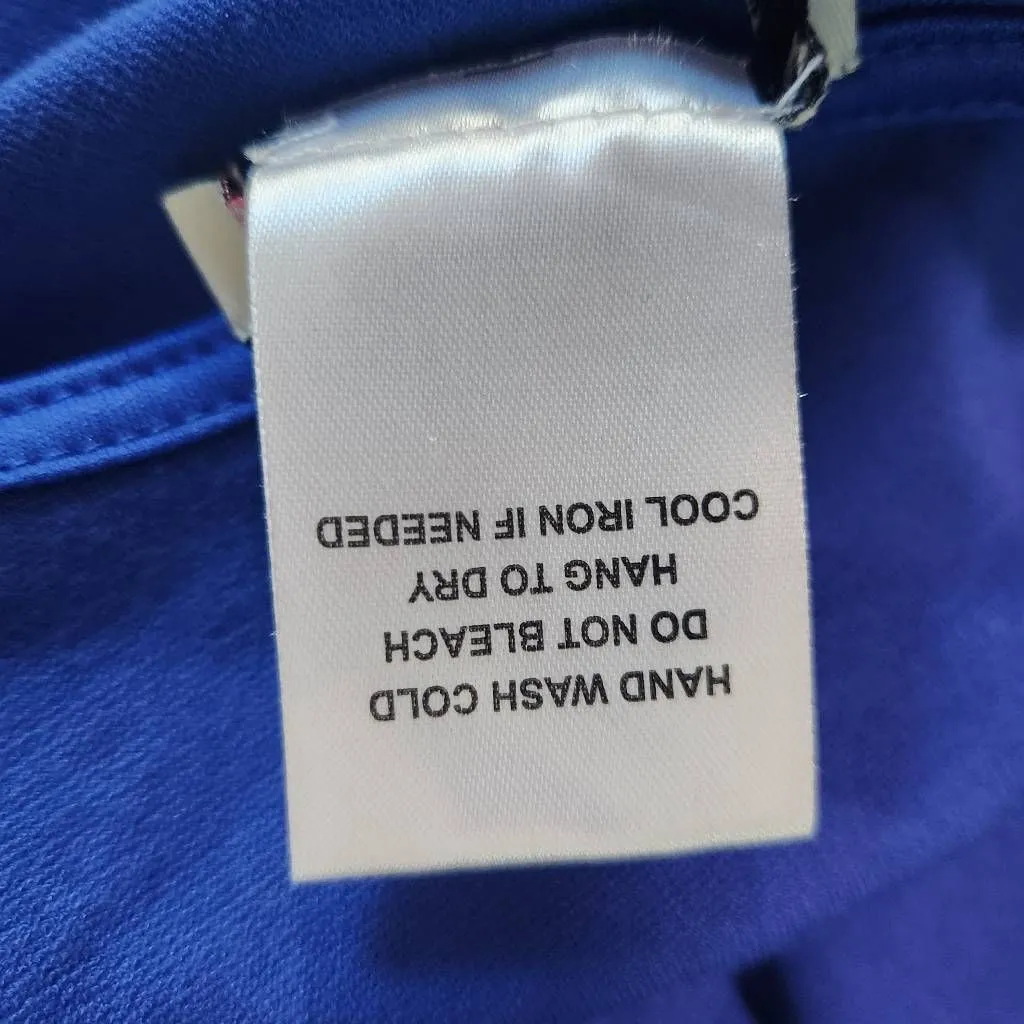 HAND WASH COLD
DO NOT BLEACH
HANG TO DRY
COOL IRON IF NEEDED